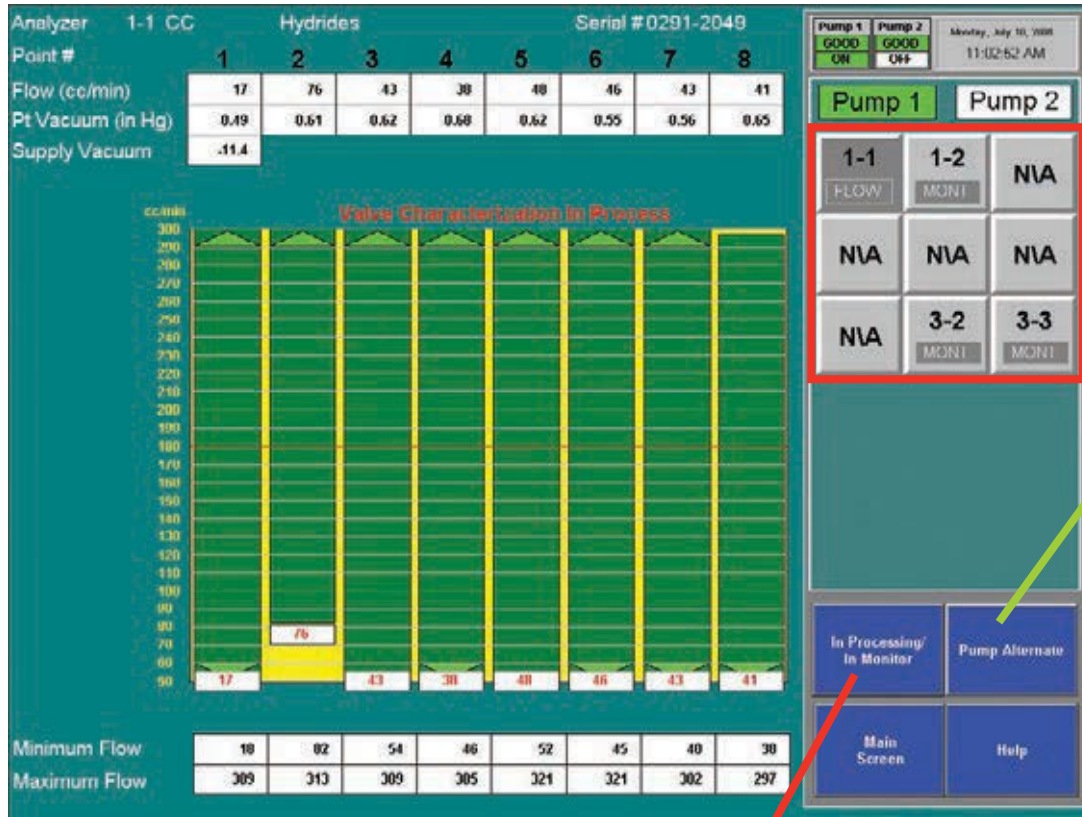 Analyzer 1-1 CC Hydrides Serial # 0291-2049
Point # 1 2 3 4 5 6 7 8
Flow (cc/min) 17 76 43 38 48 46 43 41
Pt Vacuum (in Hg) 0.49 0.61 0.62 0.68 0.62 0.55 0.56 0.65
Supply Vacuum -11.4
cc/min
Valve Characterization in Process
300
290
280
270
260
250
240
230
220
210
200
190
180
170
160
150
140
130
120
110
100
90
80
70
60
50
76
17 43 38 48 46 43 41
Minimum Flow 18 82 54 46 52 45 40 38
Maximum Flow 309 313 309 305 321 321 302 297
Pump 1 Pump 2
GOOD GOOD
ON OFF
Monday, July 10,
11:02:52 AM
Pump 1 Pump 2
1-1 1-2 N\A
FLOW MONT
N\A N\A N\A
N\A 3-2 3-3
MONT MONT
In Processing/
In Monitor
Pump Alternate
Main
Screen
Help